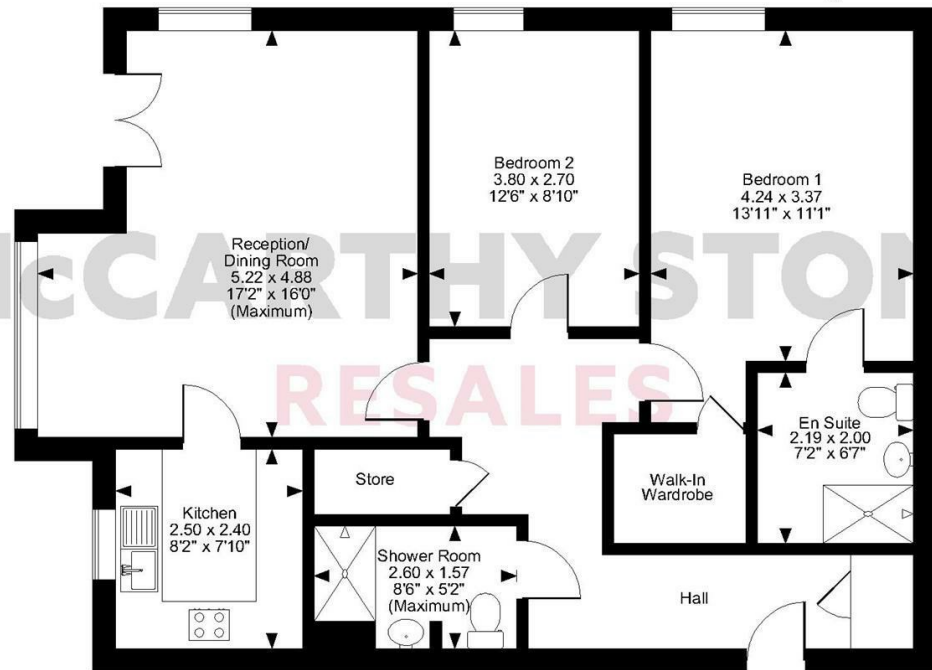 Bedroom 2
3.80 x 2.70
12'6" x 8'10"
Bedroom 1
4.24 x 3.37
13'11" x 11'1"
Reception/
Dining Room
5.22 x 4.88
17'2" x 16'0"
(Maximum)
McCARTHY STON
RESALES
En Suite
2.19 x 2.00
7'2" x 6'7"
Store
Walk-In
Wardrobe
Kitchen
2.50 x 2.40
8'2" x 7'10"
Shower Room
2.60 x 1.57
8'6" x 5'2"
(Maximum)
Hall